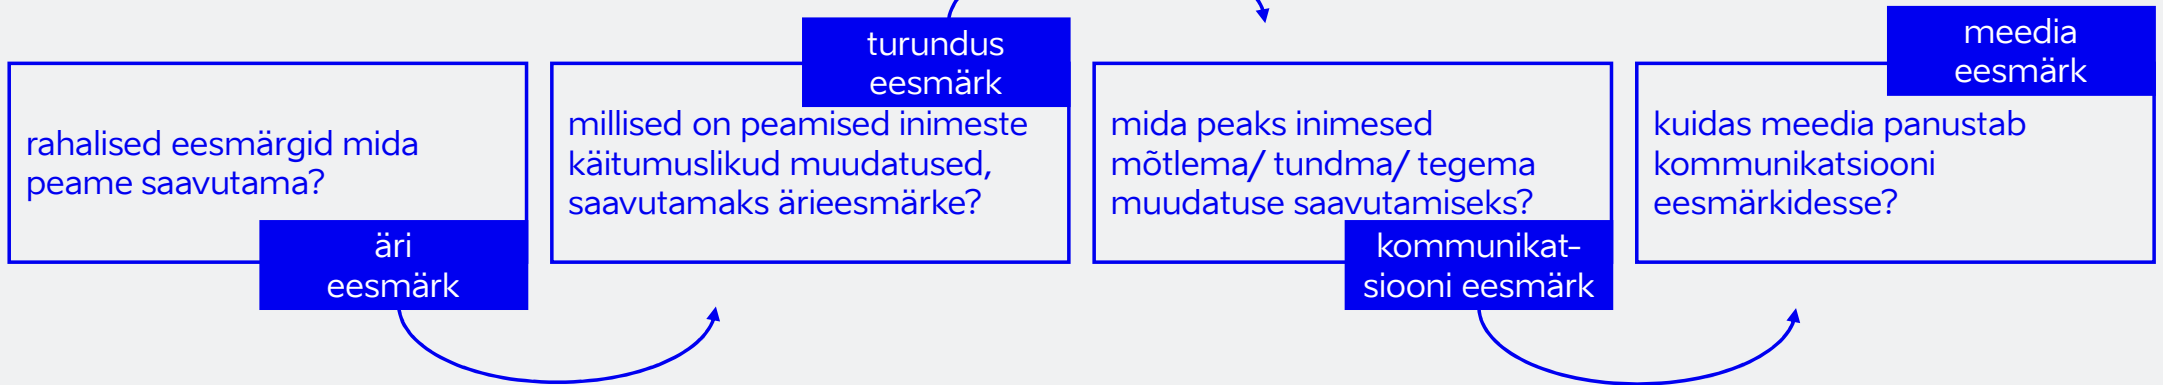 rahalised eesmärgid mida
peame saavutama?
äri
eesmärk
turundus
eesmärk
millised on peamised inimeste
käitumuslikud muudatused,
saavutamaks ärieesmärke?
mida peaks inimesed
mõtlema/ tundma/ tegema
muudatuse saavutamiseks?
kommunikat-
siooni eesmärk
meedia
eesmärk
kuidas meedia panustab
kommunikatsiooni
eesmärkidesse?